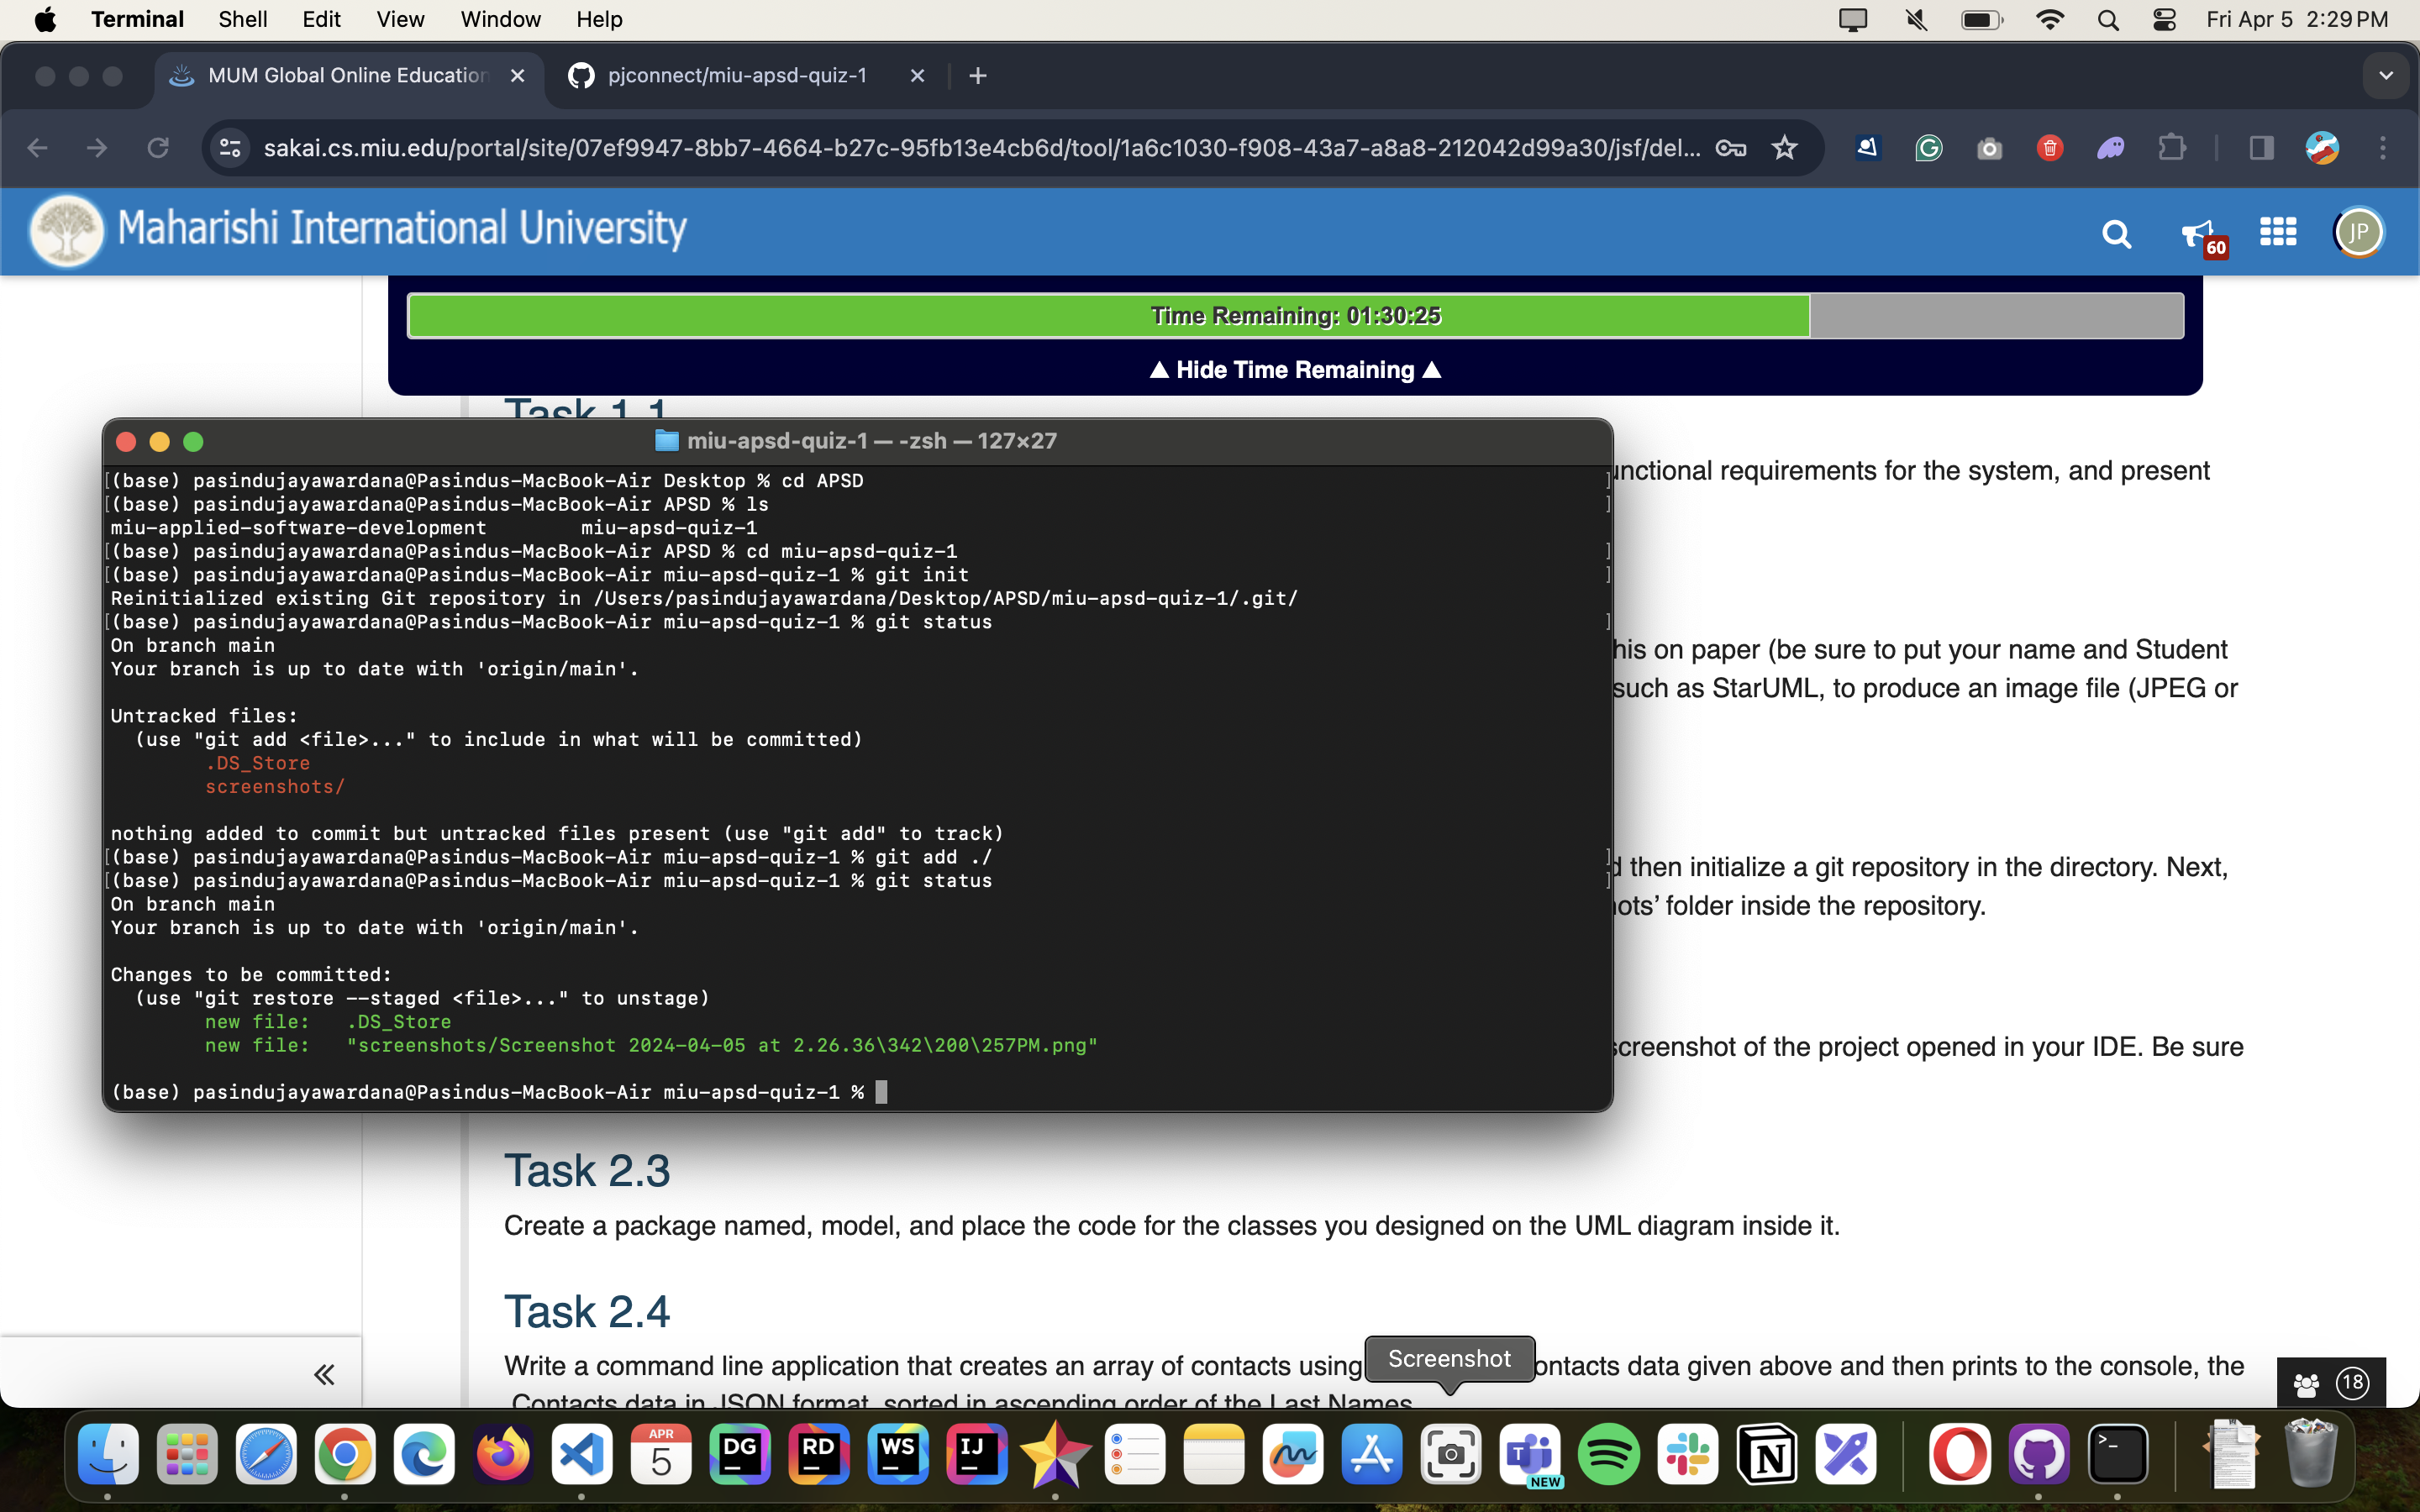 Terminal Shell Edit View Window Help Fri Apr 5 2:29 PM
MUM Global Online Education pjconnect/miu-apsd-quiz-1
sakai.cs.miu.edu/portal/site/07ef9947-8bb7-4664-b27c-95fb13e4cb6d/tool/1a6c1030-f908-43a7-a8a8-212042d99a30/jsf/del...
Maharishi International University
60
JP
Time Remaining: 01:30:25
▲ Hide Time Remaining ▲
Task 1.1
miu-apsd-quiz-1 — -zsh — 127×27
(base) pasindujayawardana@Pasindus-MacBook-Air Desktop % cd APSD
(base) pasindujayawardana@Pasindus-MacBook-Air APSD % ls
miu-applied-software-development miu-apsd-quiz-1
(base) pasindujayawardana@Pasindus-MacBook-Air APSD % cd miu-apsd-quiz-1
(base) pasindujayawardana@Pasindus-MacBook-Air miu-apsd-quiz-1 % git init
Reinitialized existing Git repository in /Users/pasindujayawardana/Desktop/APSD/miu-apsd-quiz-1/.git/
(base) pasindujayawardana@Pasindus-MacBook-Air miu-apsd-quiz-1 % git status
On branch main
Your branch is up to date with 'origin/main'.
Untracked files:
(use "git add <file>..." to include in what will be committed)
.DS_Store
screenshots/
nothing added to commit but untracked files present (use "git add" to track)
(base) pasindujayawardana@Pasindus-MacBook-Air miu-apsd-quiz-1 % git add ./
(base) pasindujayawardana@Pasindus-MacBook-Air miu-apsd-quiz-1 % git status
On branch main
Your branch is up to date with 'origin/main'.
Changes to be committed:
(use "git restore --staged <file>..." to unstage)
new file: .DS_Store
new file: "screenshots/Screenshot 2024-04-05 at 2.26.36\342\200\257PM.png"
(base) pasindujayawardana@Pasindus-MacBook-Air miu-apsd-quiz-1 %
unctional requirements for the system, and present
his on paper (be sure to put your name and Student
such as StarUML, to produce an image file (JPEG or
d then initialize a git repository in the directory. Next,
ots' folder inside the repository.
screenshot of the project opened in your IDE. Be sure
Task 2.3
Create a package named, model, and place the code for the classes you designed on the UML diagram inside it.
Task 2.4
Write a command line application that creates an array of contacts using ontacts data given above and then prints to the console, the
Contacts data in JSON format, sorted in ascending order of the Last Names
Screenshot
18
APR
5
DG
RD
WS
IJ
NEW